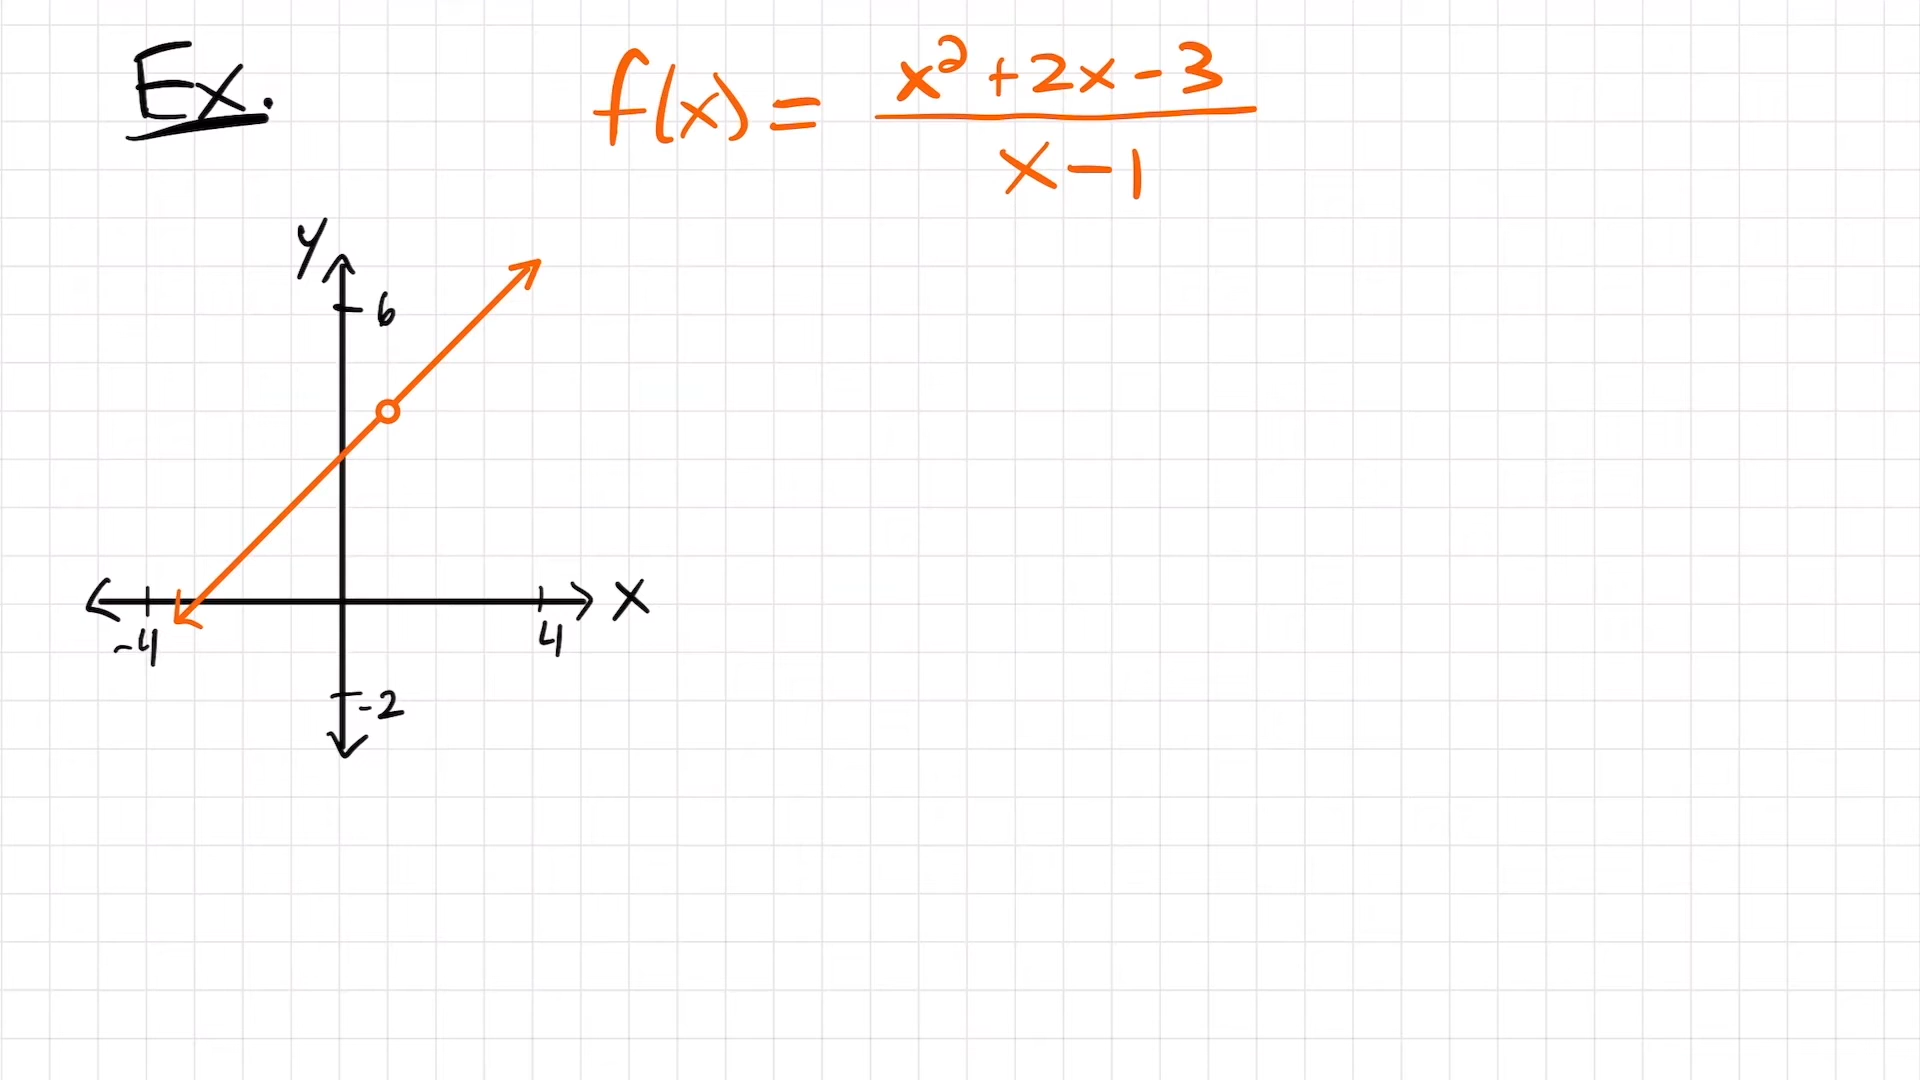 Ex.
f(x) = x²+2x-3
x-1
y
6
x
-4
4
-2